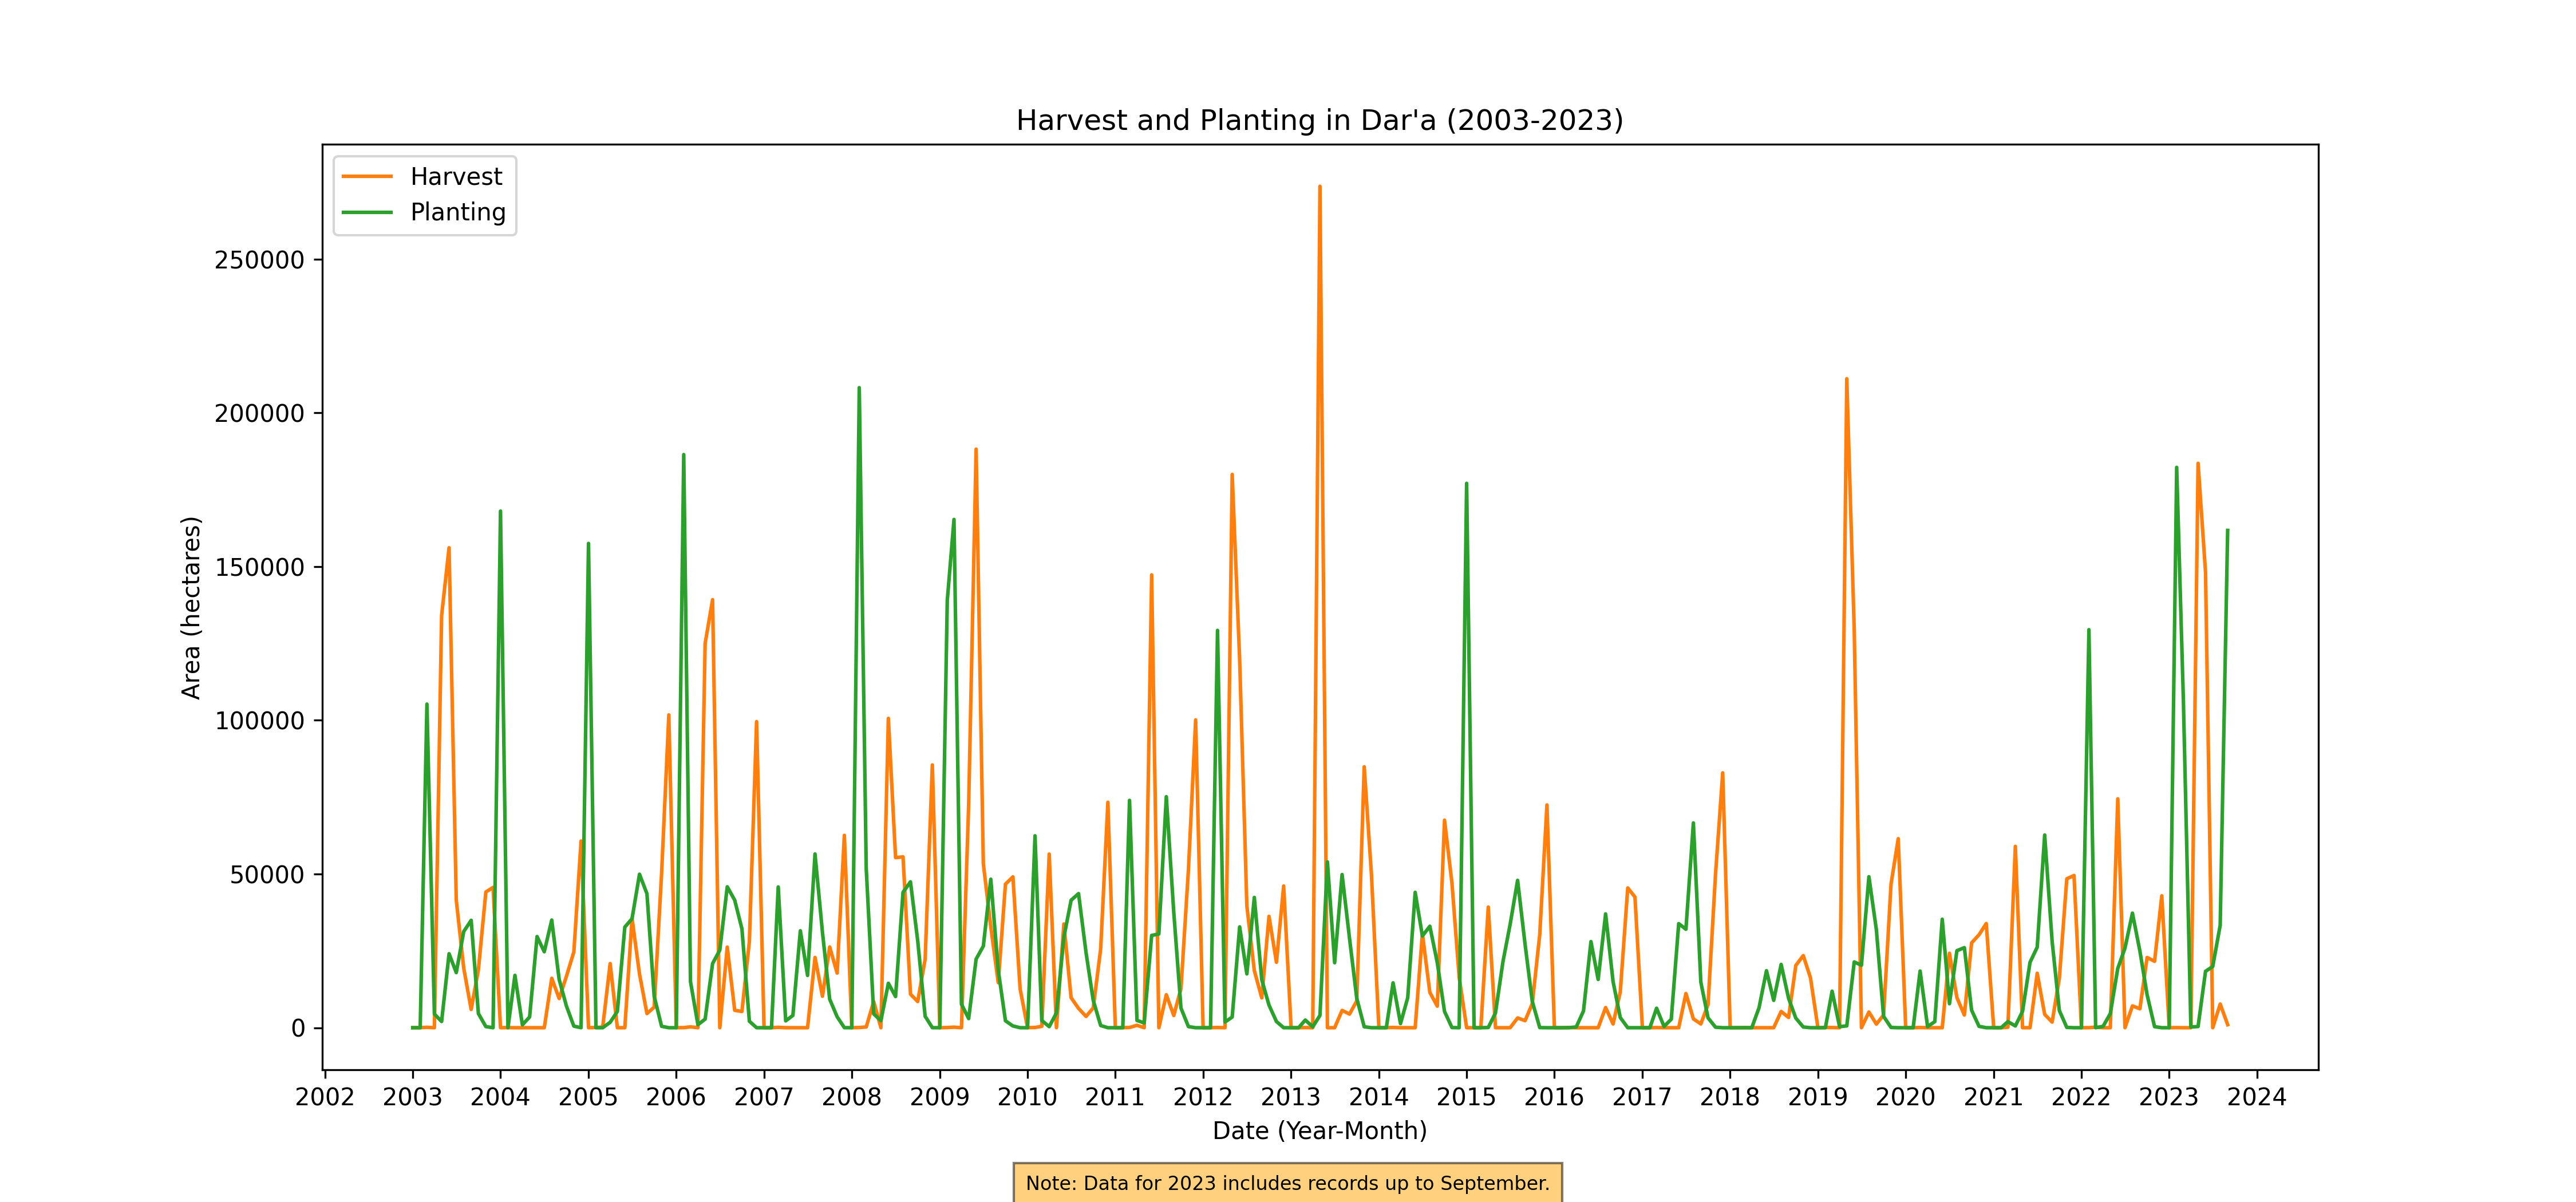 Harvest and Planting in Dar'a (2003-2023)
Harvest
Planting
250000
200000
150000
100000
50000
0
Area (hectares)
2002 2003 2004 2005 2006 2007 2008 2009 2010 2011 2012 2013 2014 2015 2016 2017 2018 2019 2020 2021 2022 2023 2024
Date (Year-Month)
Note: Data for 2023 includes records up to September.